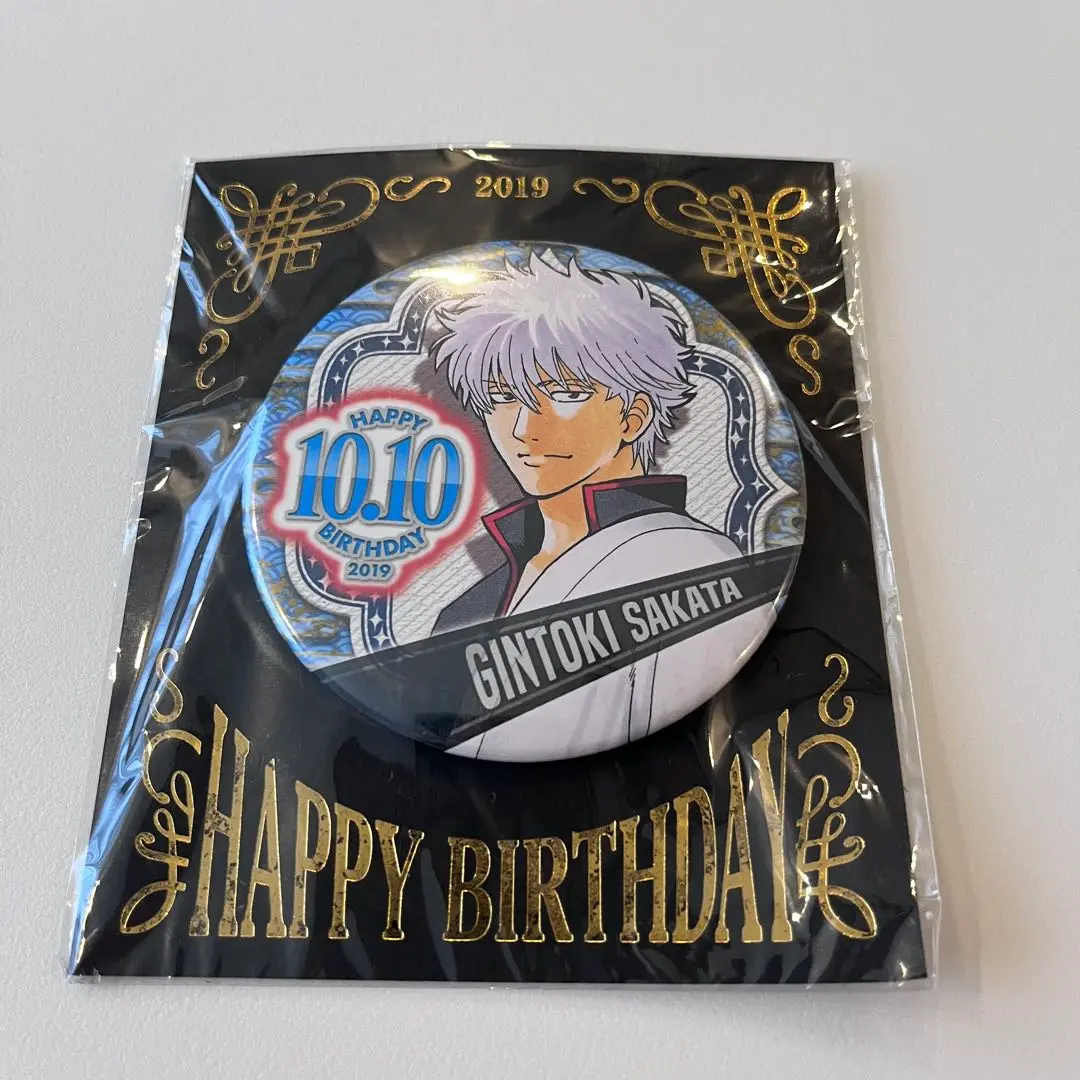 2019
HAPPY
10.10
BIRTHDAY
2019
GINTOKI SAKATA
HAPPY BIRTHDAY